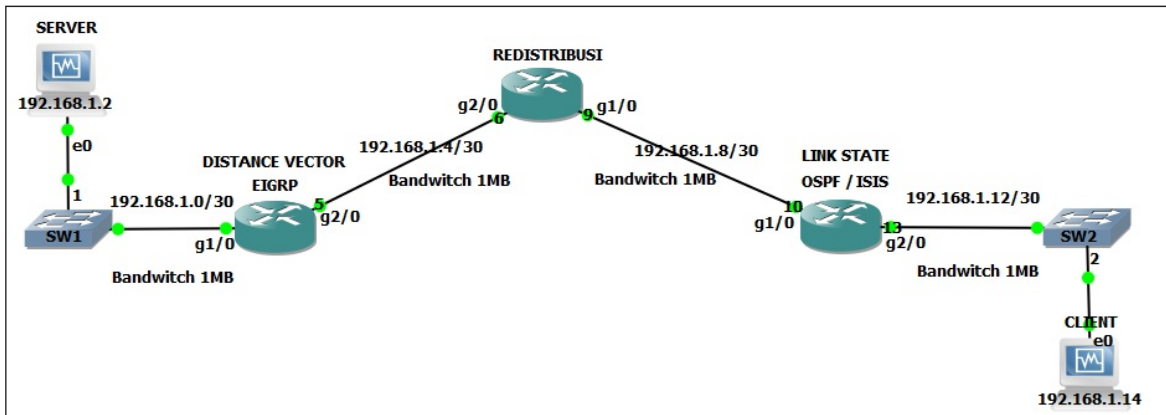 SERVER
192.168.1.2
e0
1
192.168.1.0/30
SW1
g1/0
Bandwitch 1MB
DISTANCE VECTOR
EIGRP
5
g2/0
192.168.1.4/30
Bandwitch 1MB
REDISTRIBUSI
g2/0
6
g1/0
9
192.168.1.8/30
Bandwitch 1MB
LINK STATE
OSPF / ISIS
10
g1/0
13
g2/0
192.168.1.12/30
Bandwitch 1MB
SW2
2
CLIENT
e0
192.168.1.14